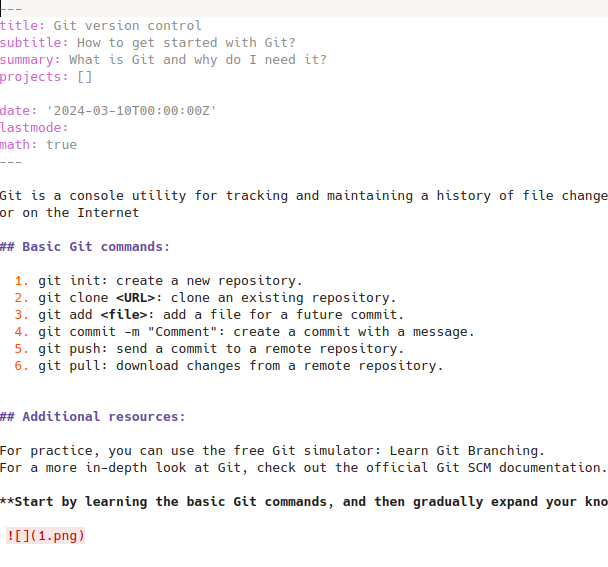 ---
title: Git version control
subtitle: How to get started with Git?
summary: What is Git and why do I need it?
projects: []
date: '2024-03-10T00:00:00Z'
lastmode:
math: true
---
Git is a console utility for tracking and maintaining a history of file change
or on the Internet
## Basic Git commands:
1. git init: create a new repository.
2. git clone <URL>: clone an existing repository.
3. git add <file>: add a file for a future commit.
4. git commit -m "Comment": create a commit with a message.
5. git push: send a commit to a remote repository.
6. git pull: download changes from a remote repository.
## Additional resources:
For practice, you can use the free Git simulator: Learn Git Branching.
For a more in-depth look at Git, check out the official Git SCM documentation.
**Start by learning the basic Git commands, and then gradually expand your kno
![](1.png)